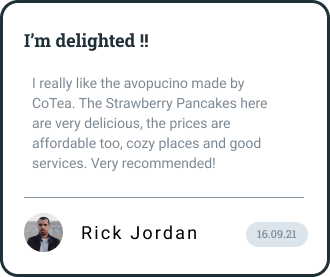 I'm delighted !!
I really like the avopucino made by
CoTea. The Strawberry Pancakes here
are very delicious, the prices are
affordable too, cozy places and good
services. Very recommended!
Rick Jordan
16.09.21